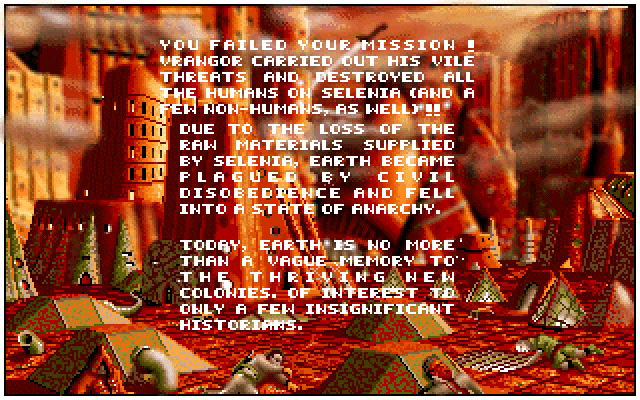 YOU FAILED YOUR MISSION !
VRANGOR CARRIED OUT HIS VILE
THREATS AND DESTROYED ALL
THE HUMANS ON SELENIA (AND A
FEW NON-HUMANS, AS WELL)!!
DUE TO THE LOSS OF THE
RAW MATERIALS SUPPLIED
BY SELENIA, EARTH BECAME
PLAGUED BY CIVIL
DISOBEDIENCE AND FELL
INTO A STATE OF ANARCHY.
TODAY, EARTH IS NO MORE
THAN A VAGUE MEMORY TO
THE THRIVING NEW
COLONIES. OF INTEREST TO
ONLY A FEW INSIGNIFICANT
HISTORIANS.